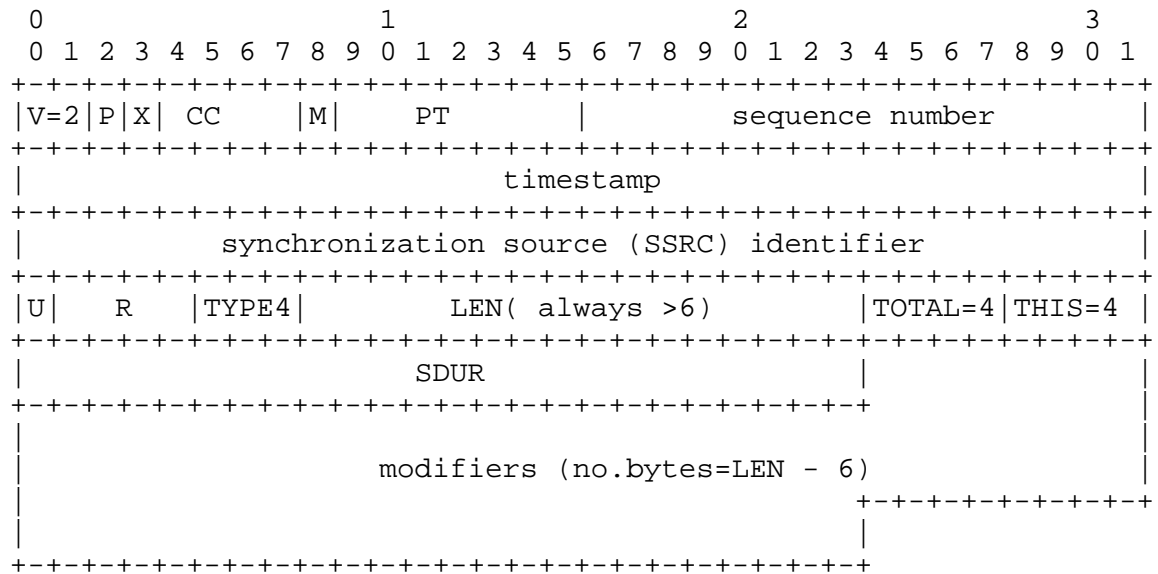 0                   1                   2                   3
 0 1 2 3 4 5 6 7 8 9 0 1 2 3 4 5 6 7 8 9 0 1 2 3 4 5 6 7 8 9 0 1
+-+-+-+-+-+-+-+-+-+-+-+-+-+-+-+-+-+-+-+-+-+-+-+-+-+-+-+-+-+-+-+-+
|V=2|P|X| CC    |M|    PT       |        sequence number        |
+-+-+-+-+-+-+-+-+-+-+-+-+-+-+-+-+-+-+-+-+-+-+-+-+-+-+-+-+-+-+-+-+
|                           timestamp                           |
+-+-+-+-+-+-+-+-+-+-+-+-+-+-+-+-+-+-+-+-+-+-+-+-+-+-+-+-+-+-+-+-+
|           synchronization source (SSRC) identifier            |
+-+-+-+-+-+-+-+-+-+-+-+-+-+-+-+-+-+-+-+-+-+-+-+-+-+-+-+-+-+-+-+-+
|U|   R   |TYPE4|        LEN( always >6)        |TOTAL=4|THIS=4 |
+-+-+-+-+-+-+-+-+-+-+-+-+-+-+-+-+-+-+-+-+-+-+-+-+-+-+-+-+-+-+-+-+
|                      SDUR                     |               |
+-+-+-+-+-+-+-+-+-+-+-+-+-+-+-+-+-+-+-+-+-+-+-+-+               |
|                                                               |
|                    modifiers (no.bytes=LEN - 6)               |
|                                               +-+-+-+-+-+-+-+-+
|                                               |
+-+-+-+-+-+-+-+-+-+-+-+-+-+-+-+-+-+-+-+-+-+-+-+-+